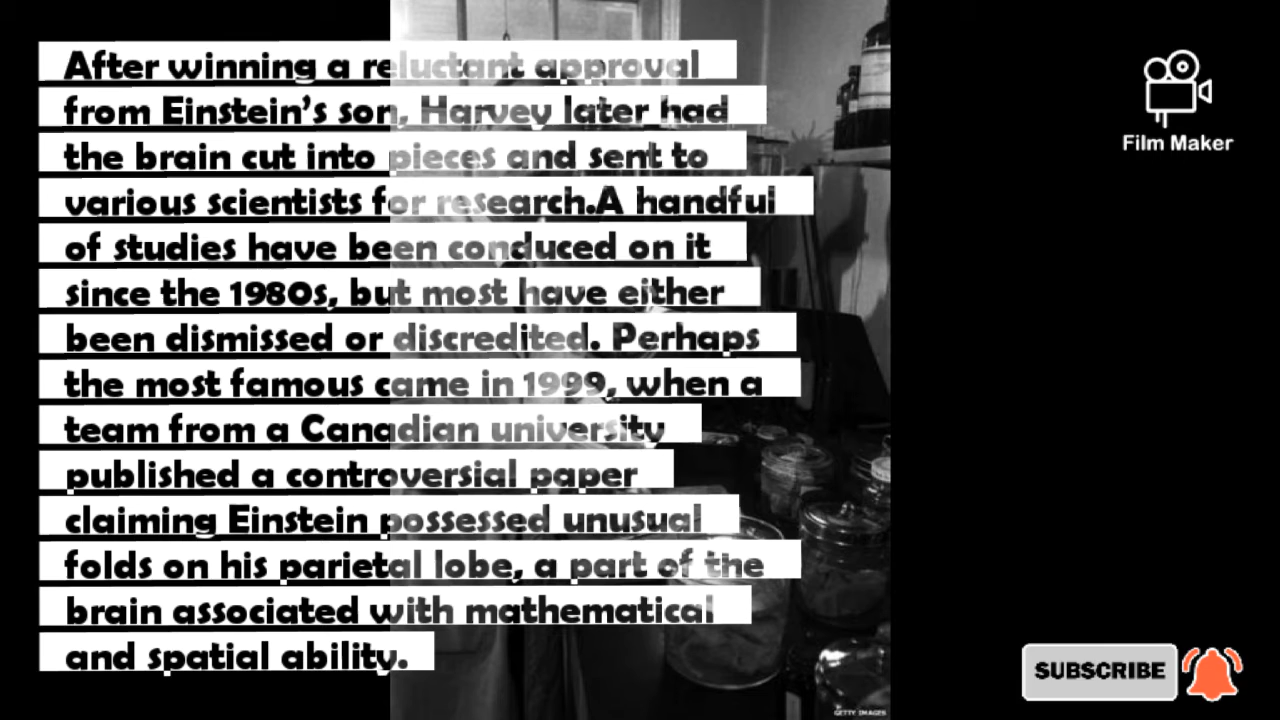 After winning a reluctant approval
from Einstein's son, Harvey later had
the brain cut into pieces and sent to
various scientists for research.A handful
of studies have been conduced on it
since the 1980s, but most have either
been dismissed or discredited. Perhaps
the most famous came in 1999, when a
team from a Canadian university
published a controversial paper
claiming Einstein possessed unusual
folds on his parietal lobe, a part of the
brain associated with mathematical
and spatial ability.
Film Maker
SUBSCRIBE
GETTY IMAGES